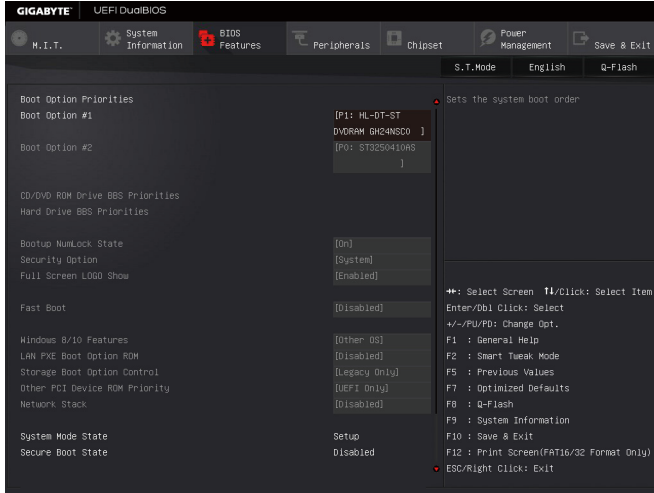 GIGABYTE™ UEFI DualBIOS
M.I.T.
System Information
BIOS Features
Peripherals
Chipset
Power Management
Save & Exit
S.T.Mode English Q-Flash
Boot Option Priorities
Boot Option #1 [P1: HL-DT-ST
DVDRAM GH24NSC0 ]
Boot Option #2 [P0: ST3250410AS
]
CD/DVD ROM Drive BBS Priorities
Hard Drive BBS Priorities
Bootup NumLock State [On]
Security Option [System]
Full Screen LOGO Show [Enabled]
Fast Boot [Disabled]
Windows 8/10 Features [Other OS]
LAN PXE Boot Option ROM [Disabled]
Storage Boot Option Control [Legacy Only]
Other PCI Device ROM Priority [UEFI Only]
Network Stack [Disabled]
System Mode State Setup
Secure Boot State Disabled
Sets the system boot order
→←: Select Screen ↑↓/Click: Select Item
Enter/Dbl Click: Select
+/-/PU/PD: Change Opt.
F1 : General Help
F2 : Smart Tweak Mode
F5 : Previous Values
F7 : Optimized Defaults
F8 : Q-Flash
F9 : System Information
F10 : Save & Exit
F12 : Print Screen(FAT16/32 Format Only)
ESC/Right Click: Exit